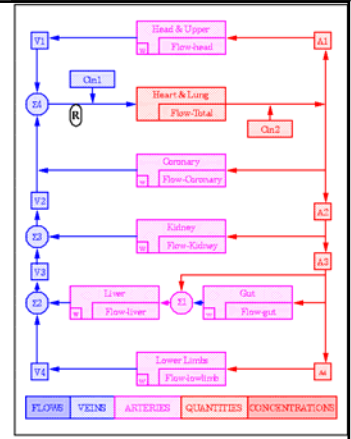 V1
Head & Upper
Flow-head
A1
Cin1
Σ4
R
Heart & Lung
Flow-Total
Cin2
Coronary
Flow-Coronary
V2
A2
Σ3
Kidney
Flow-Kidney
V3
A3
Σ2
Liver
Flow-liver
Σ1
Gut
Flow-gut
V4
Lower Limbs
Flow-lowlimb
FLOWS
VEINS
ARTERIES
QUANTITIES
CONCENTRATIONS